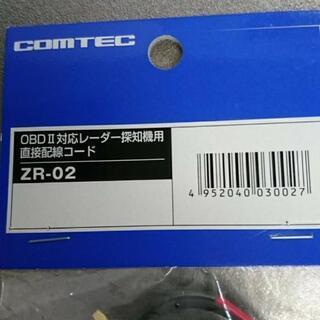 COMTEC
OBDⅡ対応レーダー探知機用
直接配線コード
ZR-02
4 952040 030027